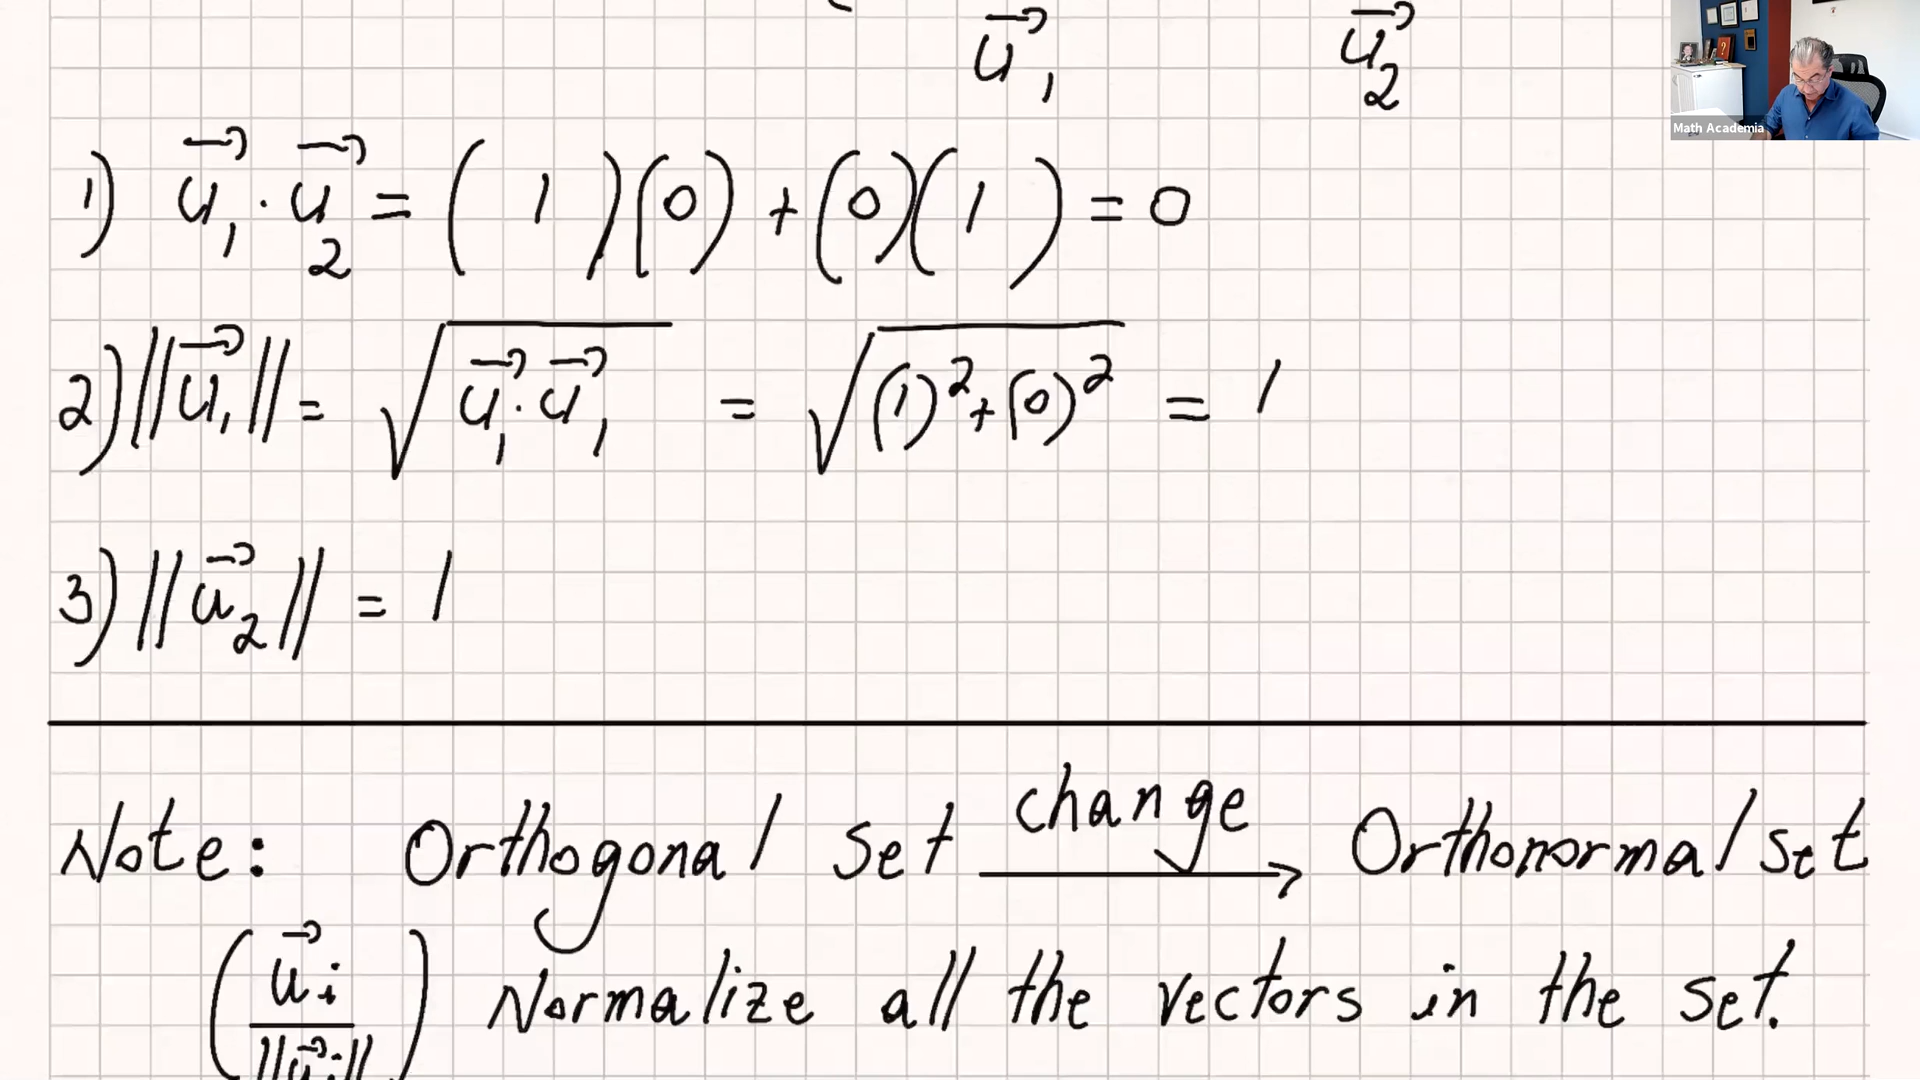 u⃗₁ u⃗₂
Math Academia
1) u⃗₁ · u⃗₂ = ( 1 )(0) + (0)( 1 ) = 0
2) ||u⃗₁|| = √(u⃗₁ · u⃗₁) = √((1)² + (0)²) = 1
3) ||u⃗₂|| = 1
change
Note: Orthogonal set ⟶ Orthonormal set
(u⃗ᵢ / ||u⃗ᵢ||) Normalize all the vectors in the set.